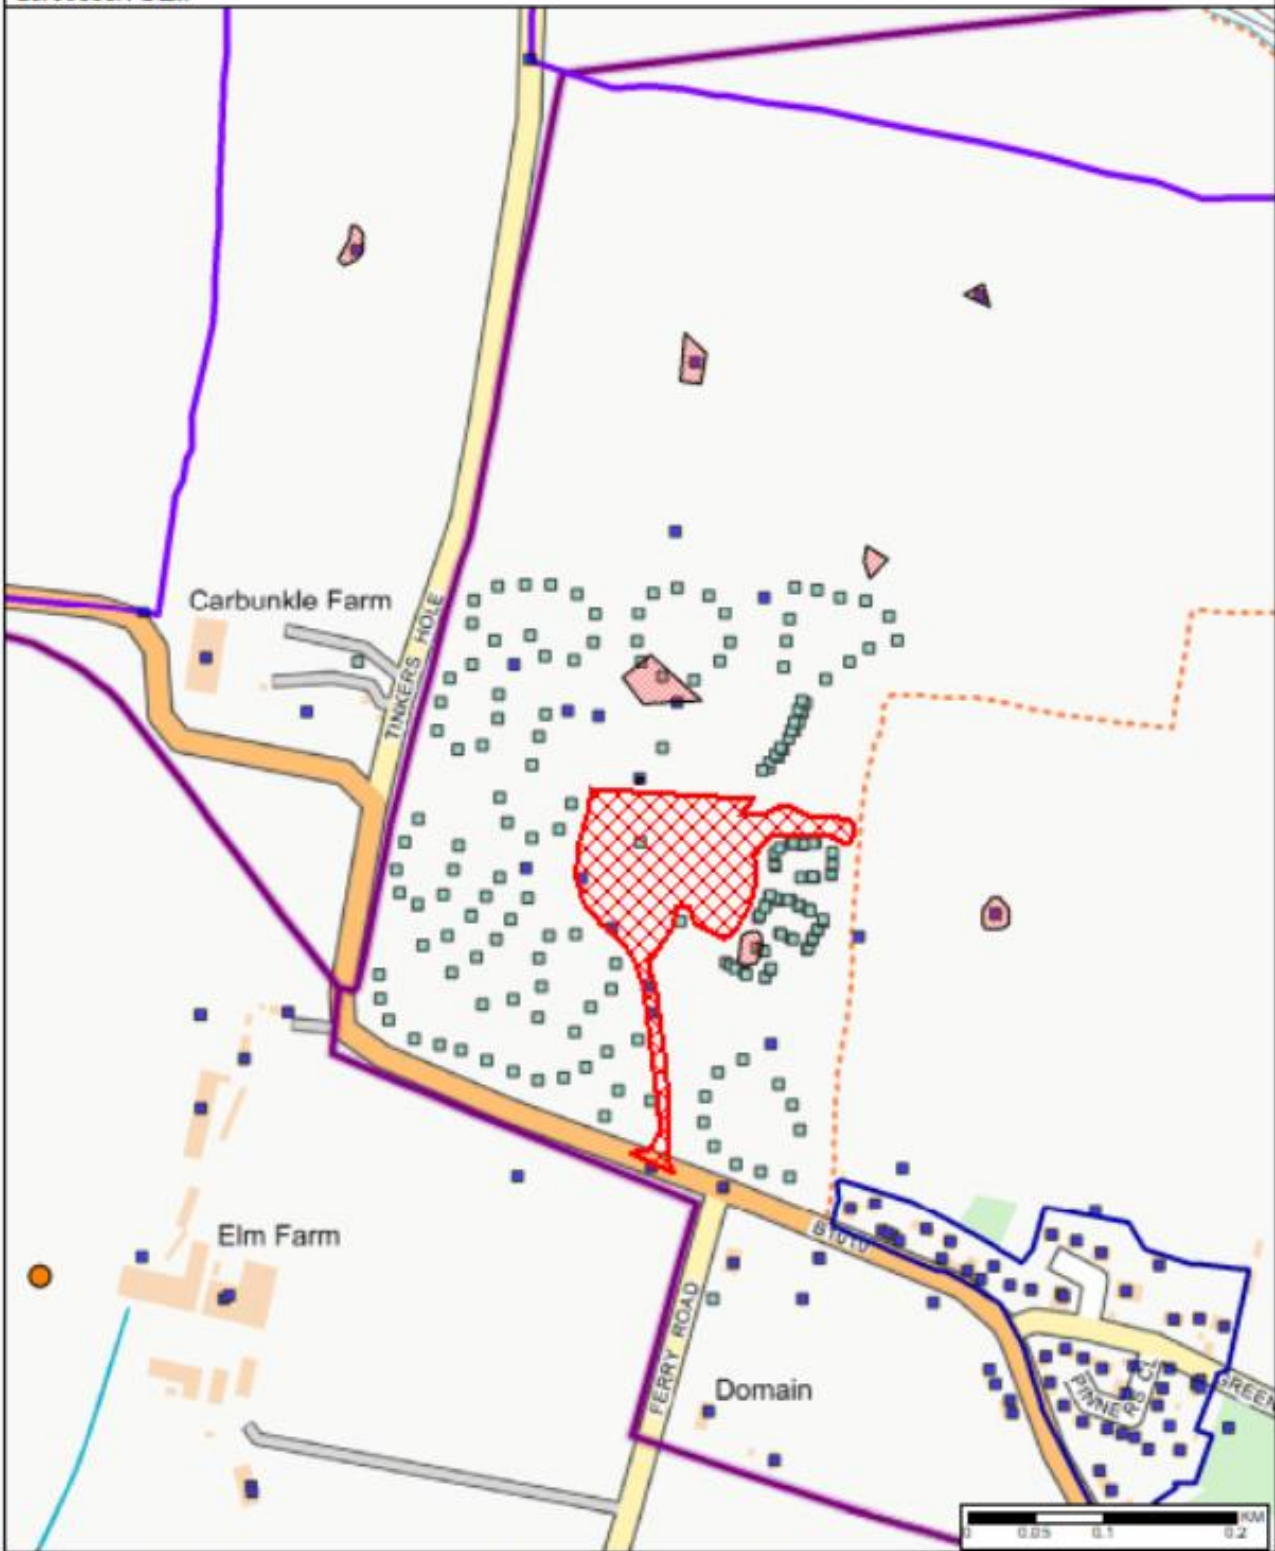 Carbunkle Farm
TINKERS HOLE
Elm Farm
B1010
FERRY ROAD
Domain
PINNERS CL
GREEN
KM
0 0.05 0.1 0.2